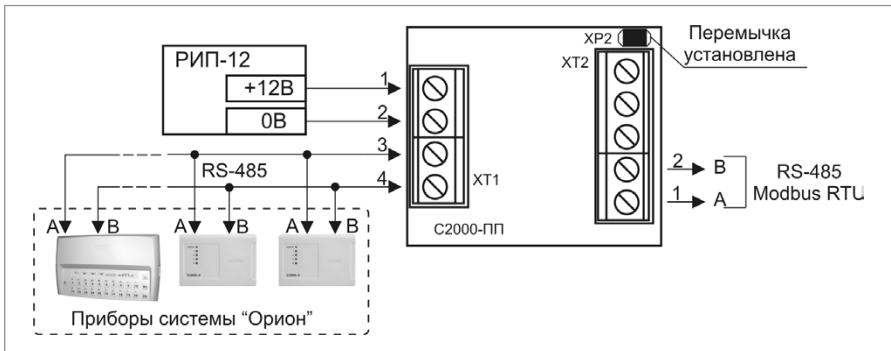 РИП-12
+12В
0В
1
2
3
4
RS-485
XT1
XP2
XT2
Перемычка
установлена
2
B
1
A
RS-485
Modbus RTU
С2000-ПП
A
B
A
B
A
B
Приборы системы “Орион”